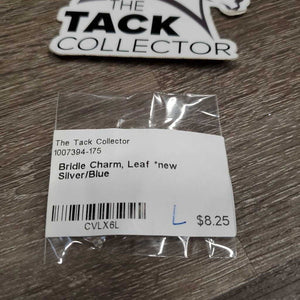 THE
TACK
COLLECTOR
The Tack Collector
1007394-175
Bridle Charm, Leaf *new
Silver/Blue
CVLX6L
L $8.25